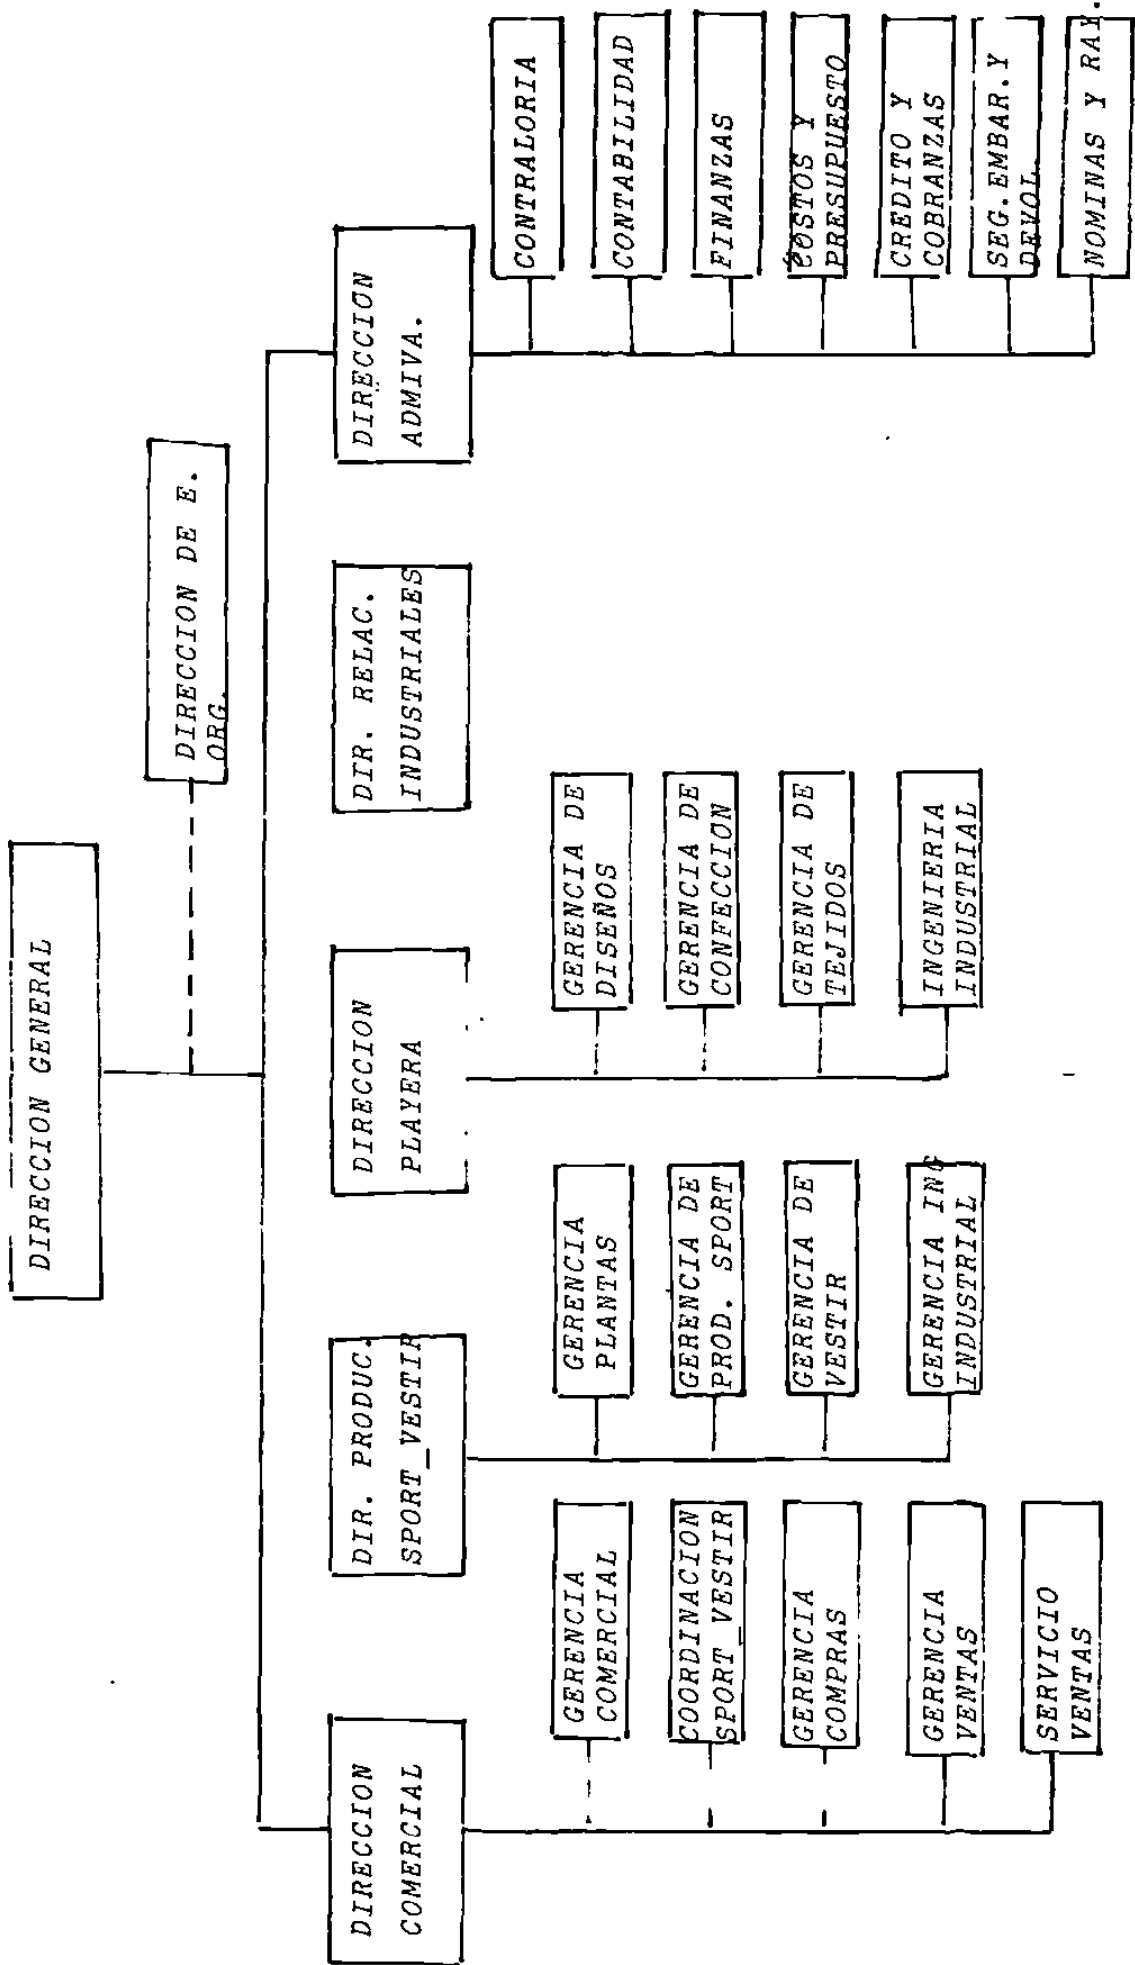 DIRECCION GENERAL
DIRECCION DE E.
ORG.
DIRECCION
COMERCIAL
DIR. PRODUC.
SPORT_VESTIR
DIRECCION
PLAYERA
DIR. RELAC.
INDUSTRIALES
DIRECCION
ADMIVA.
GERENCIA
COMERCIAL
COORDINACION
SPORT_VESTIR
GERENCIA
COMPRAS
GERENCIA
VENTAS
SERVICIO
VENTAS
GERENCIA
PLANTAS
GERENCIA DE
PROD. SPORT
GERENCIA DE
VESTIR
GERENCIA ING
INDUSTRIAL
GERENCIA DE
DISEÑOS
GERENCIA DE
CONFECCION
GERENCIA DE
TEJIDOS
INGENIERIA
INDUSTRIAL
CONTRALORIA
CONTABILIDAD
FINANZAS
COSTOS Y
PRESUPUESTO
CREDITO Y
COBRANZAS
SEG.EMBAR.Y
DEVOL.
NOMINAS Y RAY.